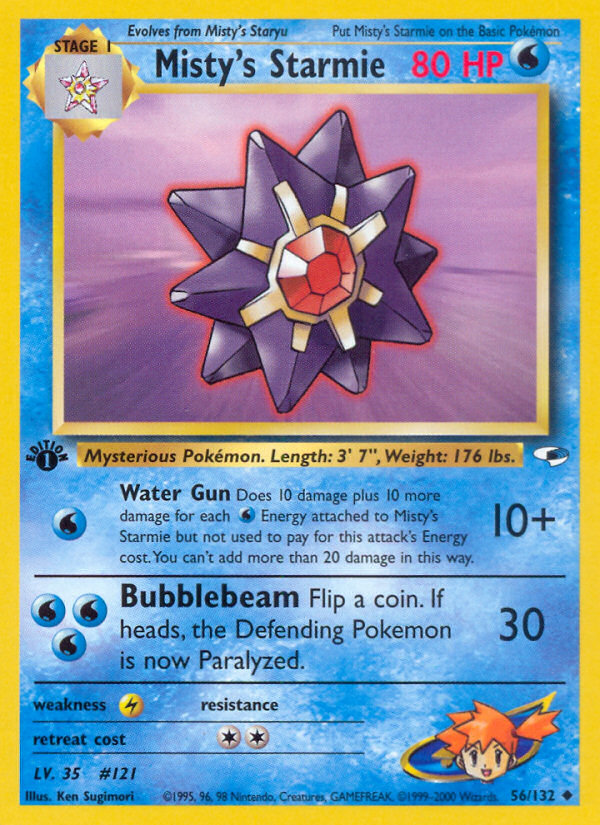 Evolves from Misty's Staryu Put Misty's Starmie on the Basic Pokémon
STAGE 1
Misty's Starmie 80 HP
EDITION
1
Mysterious Pokémon. Length: 3' 7", Weight: 176 lbs.
Water Gun Does 10 damage plus 10 more
damage for each Energy attached to Misty's
Starmie but not used to pay for this attack's Energy
cost. You can't add more than 20 damage in this way.
10+
Bubblebeam Flip a coin. If
heads, the Defending Pokemon
is now Paralyzed.
30
weakness resistance
retreat cost
LV. 35 #121
Illus. Ken Sugimori ©1995, 96, 98 Nintendo, Creatures, GAMEFREAK. ©1999-2000 Wizards. 56/132